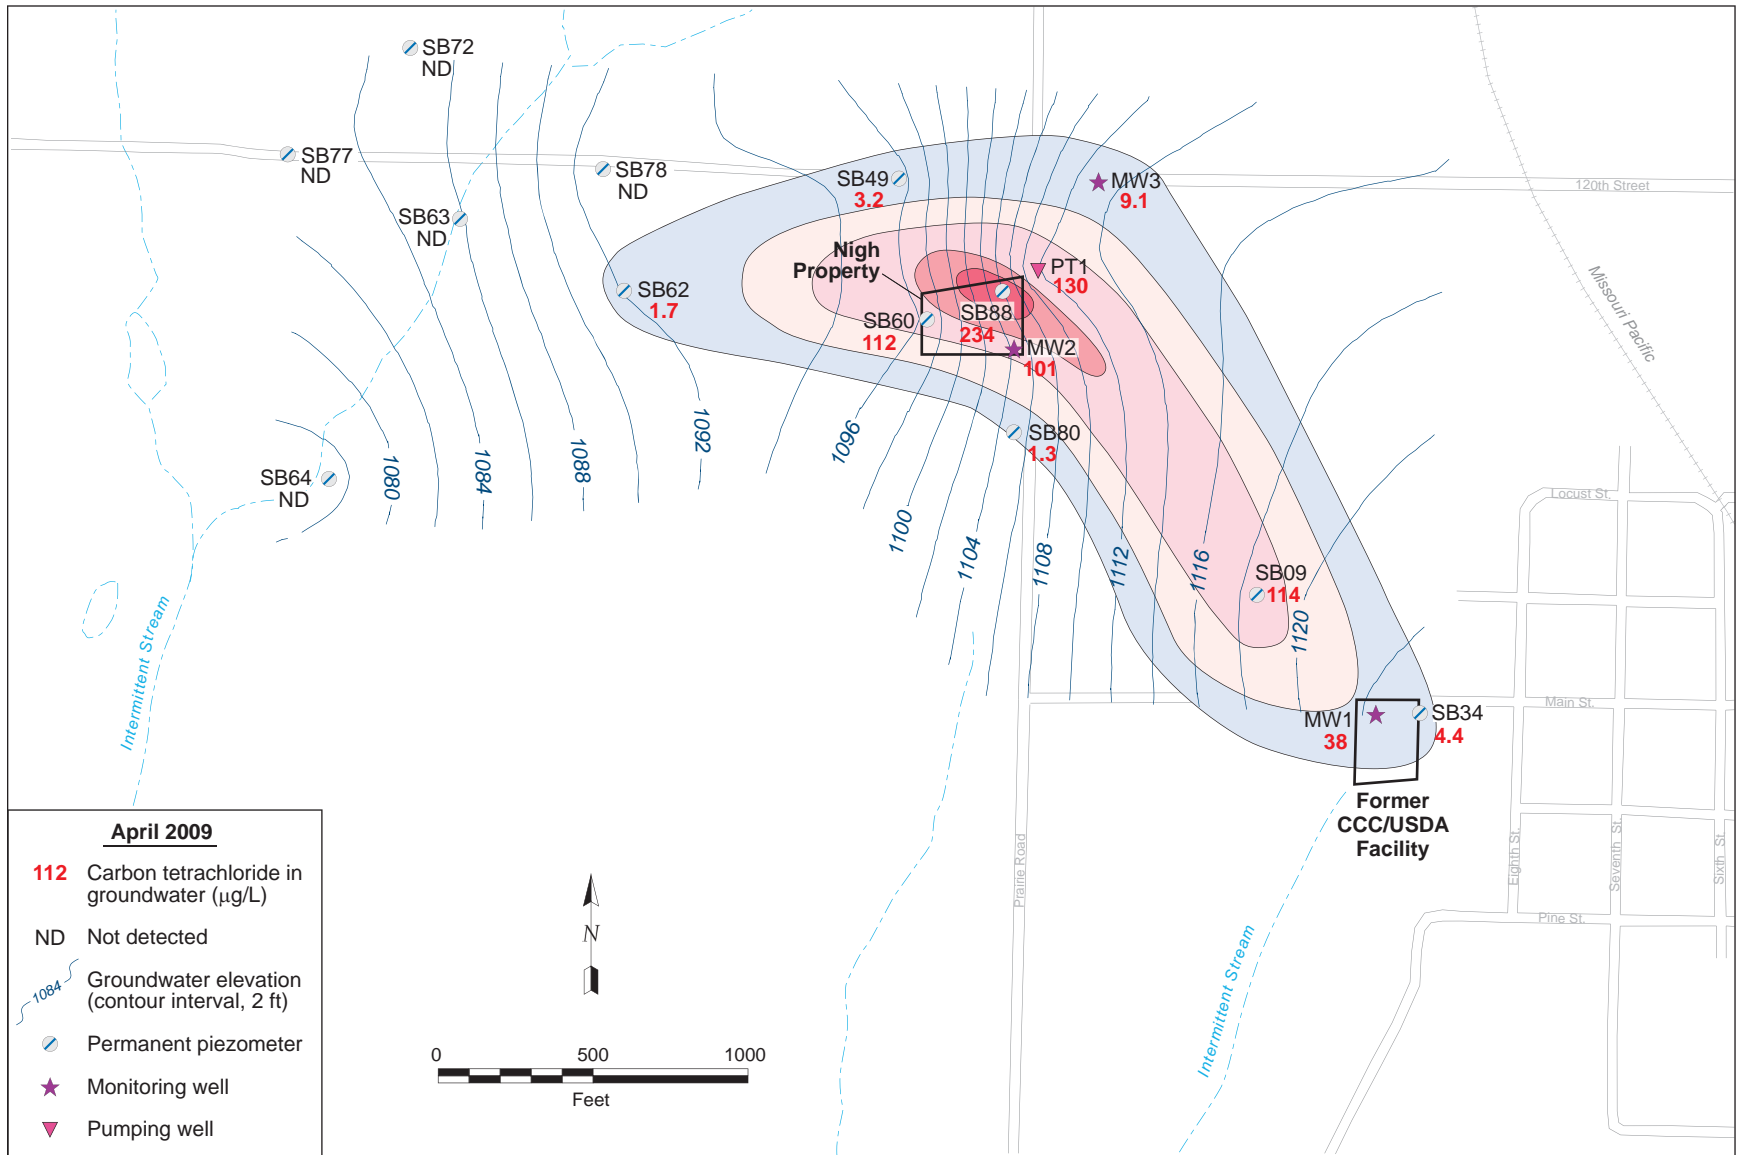 SB72
ND
SB77
ND
SB78
ND
SB63
ND
SB49
3.2
MW3
9.1
120th Street
Missouri Pacific
Nigh
Property
PT1
130
SB62
1.7
SB60
112
SB88
234
MW2
101
SB80
1.3
SB64
ND
1080
1084
1088
1092
1096
1100
1104
1108
1112
1116
1120
SB09
114
Locust St.
Main St.
MW1
38
SB34
4.4
Former
CCC/USDA
Facility
Eighth St.
Seventh St.
Sixth St.
Pine St.
Prairie Road
Intermittent Stream
Intermittent Stream
April 2009
112 Carbon tetrachloride in
groundwater (µg/L)
ND Not detected
1084 Groundwater elevation
(contour interval, 2 ft)
Permanent piezometer
Monitoring well
Pumping well
N
0 500 1000
Feet